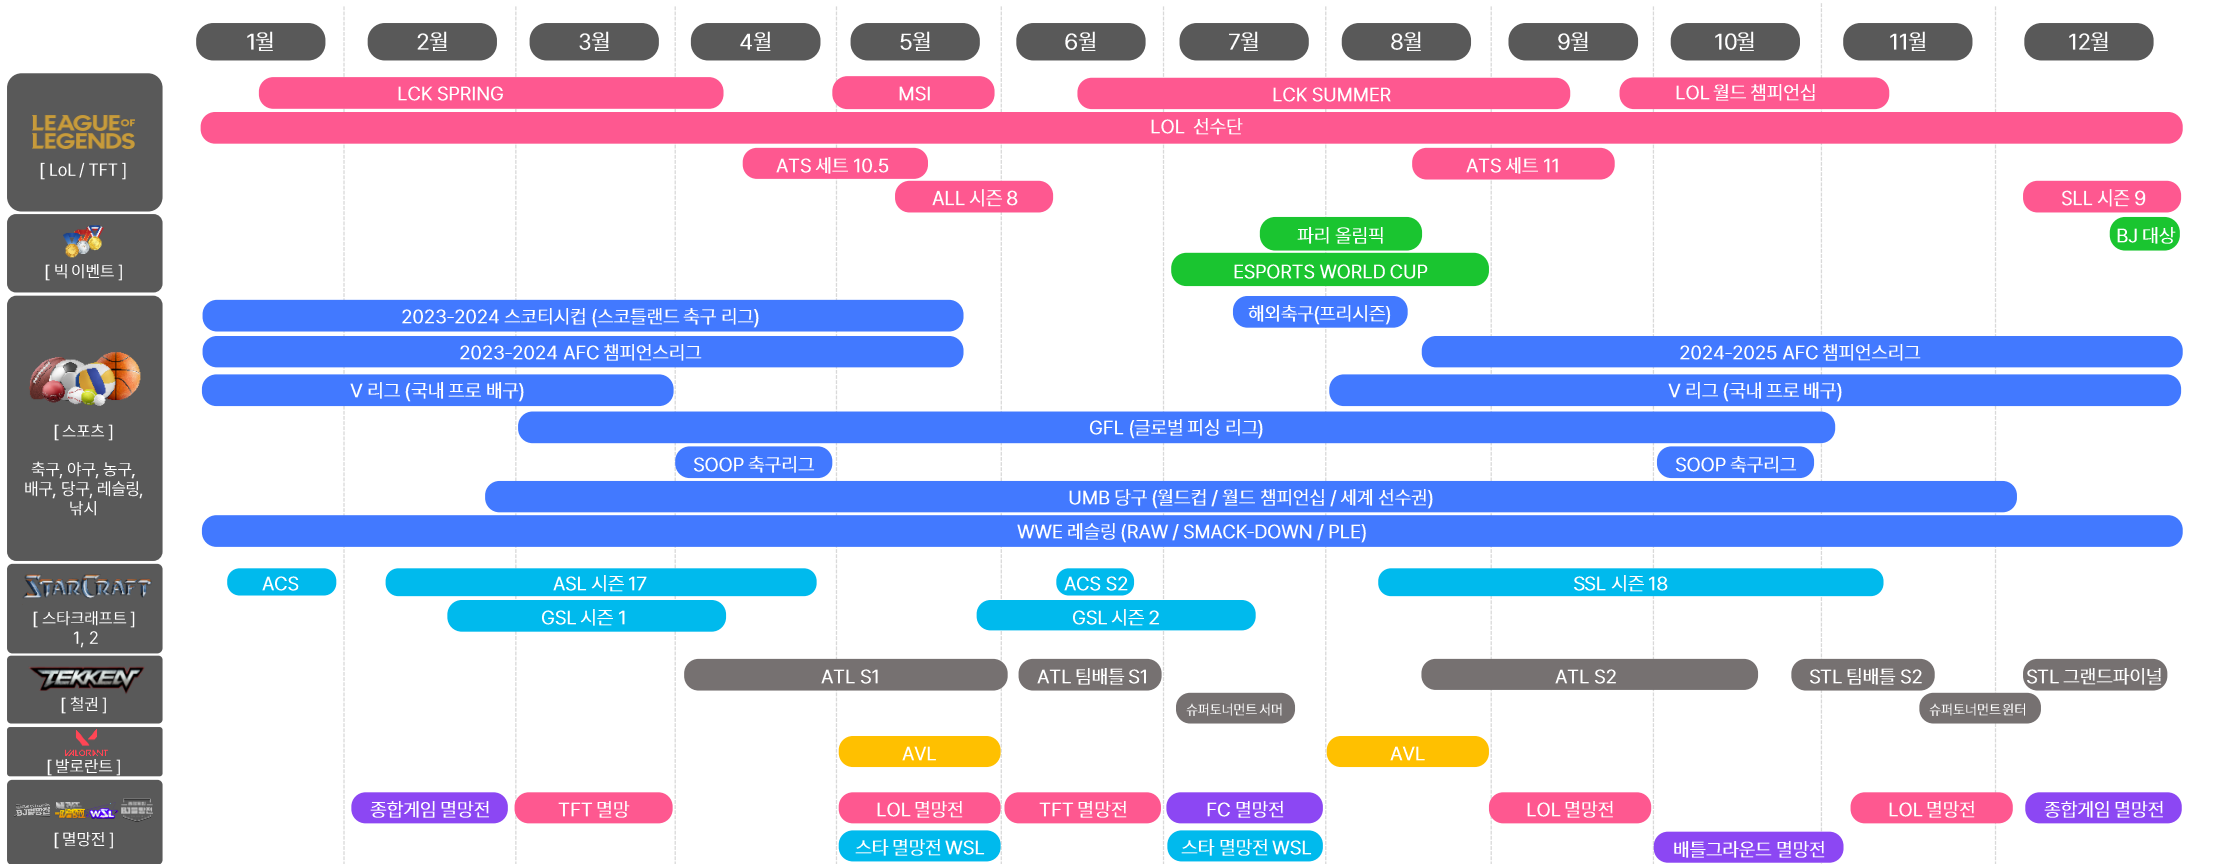 1월 2월 3월 4월 5월 6월 7월 8월 9월 10월 11월 12월
LEAGUE OF
LEGENDS
[ LoL / TFT ]
LCK SPRING MSI LCK SUMMER LOL 월드 챔피언십
LOL 선수단
ATS 세트 10.5 ATS 세트 11
ALL 시즌 8 SLL 시즌 9
[ 빅 이벤트 ]
파리 올림픽 BJ 대상
ESPORTS WORLD CUP
[ 스포츠 ]
축구, 야구, 농구,
배구, 당구, 레슬링,
낚시
2023-2024 스코티시컵 (스코틀랜드 축구 리그) 해외축구(프리시즌)
2023-2024 AFC 챔피언스리그 2024-2025 AFC 챔피언스리그
V 리그 (국내 프로 배구) V 리그 (국내 프로 배구)
GFL (글로벌 피싱 리그)
SOOP 축구리그 SOOP 축구리그
UMB 당구 (월드컵 / 월드 챔피언십 / 세계 선수권)
WWE 레슬링 (RAW / SMACK-DOWN / PLE)
STARCRAFT
[ 스타크래프트 ]
1, 2
ACS ASL 시즌 17 ACS S2 SSL 시즌 18
GSL 시즌 1 GSL 시즌 2
TEKKEN
[ 철권 ]
ATL S1 ATL 팀배틀 S1 ATL S2 STL 팀배틀 S2 STL 그랜드파이널
슈퍼토너먼트 서머 슈퍼토너먼트 윈터
VALORANT
[ 발로란트 ]
AVL AVL
BJ멸망전 WSL
[ 멸망전 ]
종합게임 멸망전 TFT 멸망 LOL 멸망전 TFT 멸망전 FC 멸망전 LOL 멸망전 LOL 멸망전 종합게임 멸망전
스타 멸망전 WSL 스타 멸망전 WSL 배틀그라운드 멸망전